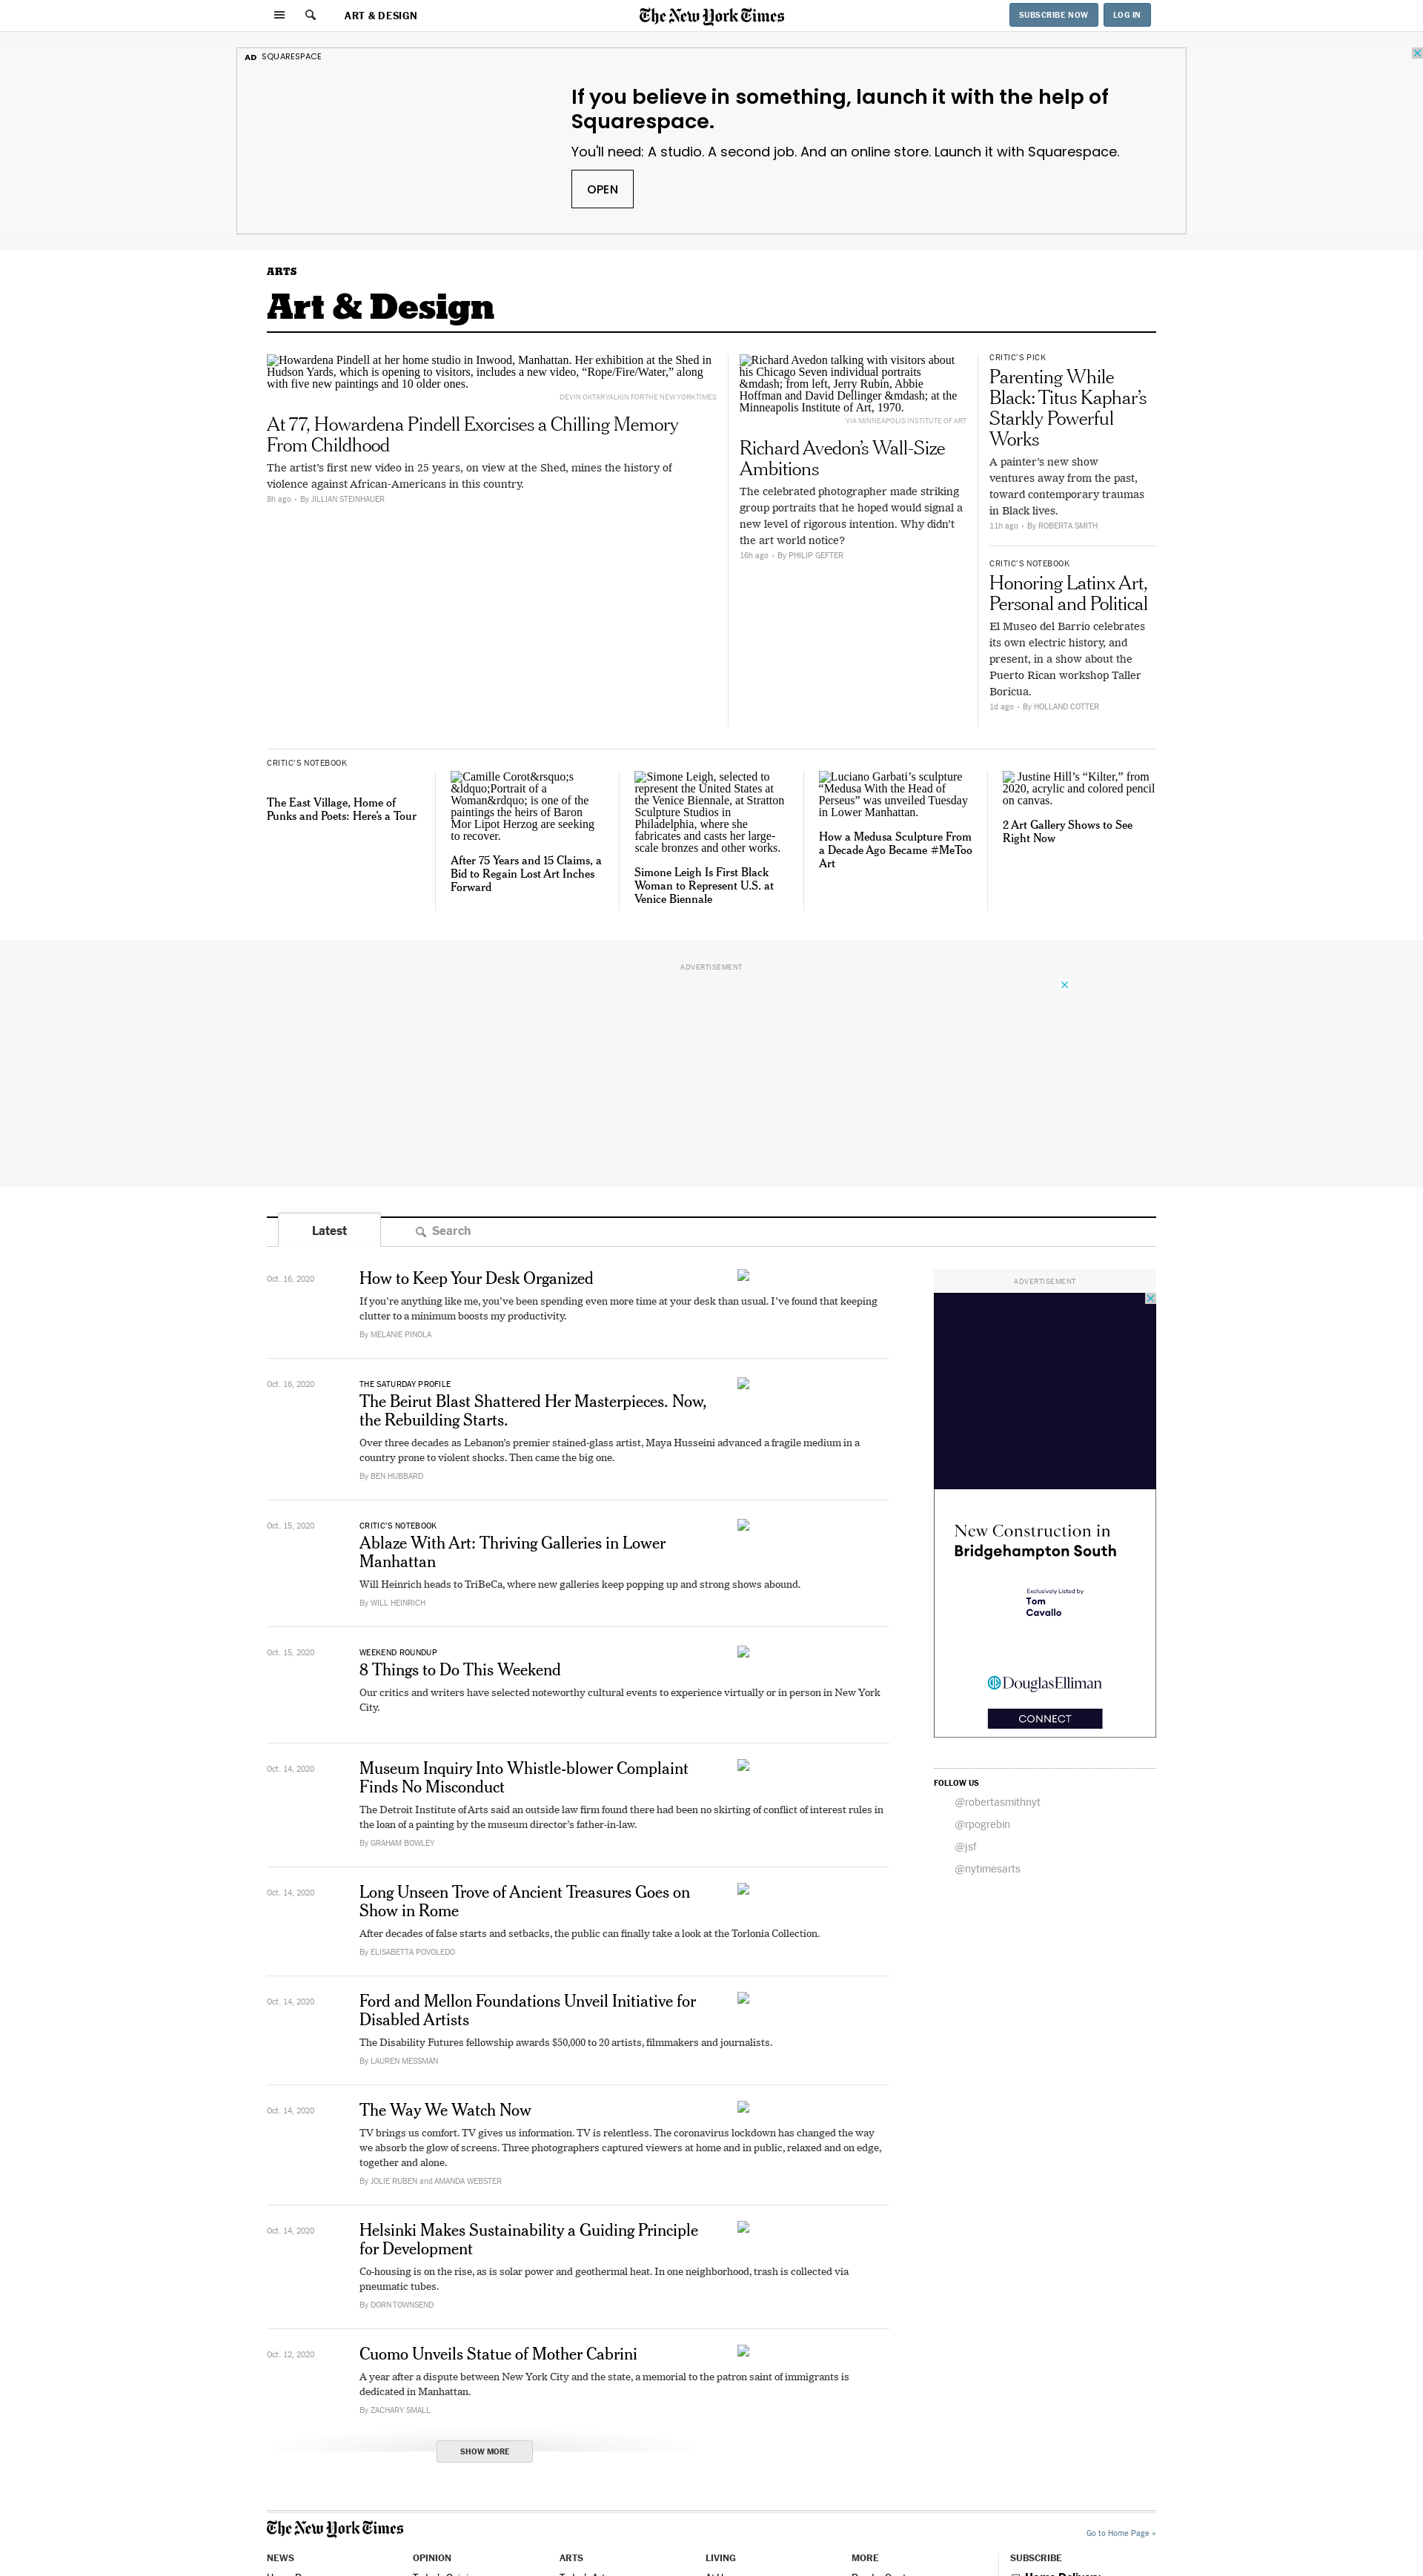 ART & DESIGN
The New York Times
SUBSCRIBE NOW
LOG IN
AD SQUARESPACE
If you believe in something, launch it with the help of
Squarespace.
You'll need: A studio. A second job. And an online store. Launch it with Squarespace.
OPEN
ARTS
Art & Design
Howardena Pindell at her home studio in Inwood, Manhattan. Her exhibition at the Shed in
Hudson Yards, which is opening to visitors, includes a new video, “Rope/Fire/Water,” along
with five new paintings and 10 older ones.
DEVIN OKTAR YALKIN FOR THE NEW YORK TIMES
At 77, Howardena Pindell Exorcises a Chilling Memory
From Childhood
The artist’s first new video in 25 years, on view at the Shed, mines the history of
violence against African-Americans in this country.
8h ago • By JILLIAN STEINHAUER
Richard Avedon talking with visitors about
his Chicago Seven individual portraits
&mdash; from left, Jerry Rubin, Abbie
Hoffman and David Dellinger &mdash; at the
Minneapolis Institute of Art, 1970.
VIA MINNEAPOLIS INSTITUTE OF ART
Richard Avedon’s Wall-Size
Ambitions
The celebrated photographer made striking
group portraits that he hoped would signal a
new level of rigorous intention. Why didn’t
the art world notice?
16h ago • By PHILIP GEFTER
CRITIC’S PICK
Parenting While
Black: Titus Kaphar’s
Starkly Powerful
Works
A painter’s new show
ventures away from the past,
toward contemporary traumas
in Black lives.
11h ago • By ROBERTA SMITH
CRITIC’S NOTEBOOK
Honoring Latinx Art,
Personal and Political
El Museo del Barrio celebrates
its own electric history, and
present, in a show about the
Puerto Rican workshop Taller
Boricua.
1d ago • By HOLLAND COTTER
CRITIC’S NOTEBOOK
The East Village, Home of
Punks and Poets: Here’s a Tour
Camille Corot&rsquo;s
&ldquo;Portrait of a
Woman&rdquo; is one of the
paintings the heirs of Baron
Mor Lipot Herzog are seeking
to recover.
After 75 Years and 15 Claims, a
Bid to Regain Lost Art Inches
Forward
Simone Leigh, selected to
represent the United States at
the Venice Biennale, at Stratton
Sculpture Studios in
Philadelphia, where she
fabricates and casts her large-
scale bronzes and other works.
Simone Leigh Is First Black
Woman to Represent U.S. at
Venice Biennale
Luciano Garbati’s sculpture
“Medusa With the Head of
Perseus” was unveiled Tuesday
in Lower Manhattan.
How a Medusa Sculpture From
a Decade Ago Became #MeToo
Art
Justine Hill’s “Kilter,” from
2020, acrylic and colored pencil
on canvas.
2 Art Gallery Shows to See
Right Now
ADVERTISEMENT
Latest
Search
Oct. 16, 2020
How to Keep Your Desk Organized
If you’re anything like me, you’ve been spending even more time at your desk than usual. I’ve found that keeping
clutter to a minimum boosts my productivity.
By MELANIE PINOLA
Oct. 16, 2020
THE SATURDAY PROFILE
The Beirut Blast Shattered Her Masterpieces. Now,
the Rebuilding Starts.
Over three decades as Lebanon’s premier stained-glass artist, Maya Husseini advanced a fragile medium in a
country prone to violent shocks. Then came the big one.
By BEN HUBBARD
Oct. 15, 2020
CRITIC’S NOTEBOOK
Ablaze With Art: Thriving Galleries in Lower
Manhattan
Will Heinrich heads to TriBeCa, where new galleries keep popping up and strong shows abound.
By WILL HEINRICH
Oct. 15, 2020
WEEKEND ROUNDUP
8 Things to Do This Weekend
Our critics and writers have selected noteworthy cultural events to experience virtually or in person in New York
City.
Oct. 14, 2020
Museum Inquiry Into Whistle-blower Complaint
Finds No Misconduct
The Detroit Institute of Arts said an outside law firm found there had been no skirting of conflict of interest rules in
the loan of a painting by the museum director’s father-in-law.
By GRAHAM BOWLEY
Oct. 14, 2020
Long Unseen Trove of Ancient Treasures Goes on
Show in Rome
After decades of false starts and setbacks, the public can finally take a look at the Torlonia Collection.
By ELISABETTA POVOLEDO
Oct. 14, 2020
Ford and Mellon Foundations Unveil Initiative for
Disabled Artists
The Disability Futures fellowship awards $50,000 to 20 artists, filmmakers and journalists.
By LAUREN MESSMAN
Oct. 14, 2020
The Way We Watch Now
TV brings us comfort. TV gives us information. TV is relentless. The coronavirus lockdown has changed the way
we absorb the glow of screens. Three photographers captured viewers at home and in public, relaxed and on edge,
together and alone.
By JOLIE RUBEN and AMANDA WEBSTER
Oct. 14, 2020
Helsinki Makes Sustainability a Guiding Principle
for Development
Co-housing is on the rise, as is solar power and geothermal heat. In one neighborhood, trash is collected via
pneumatic tubes.
By DORN TOWNSEND
Oct. 12, 2020
Cuomo Unveils Statue of Mother Cabrini
A year after a dispute between New York City and the state, a memorial to the patron saint of immigrants is
dedicated in Manhattan.
By ZACHARY SMALL
SHOW MORE
ADVERTISEMENT
New Construction in
Bridgehampton South
Exclusively Listed by
Tom
Cavallo
DouglasElliman
CONNECT
FOLLOW US
@robertasmithnyt
@rpogrebin
@jsf
@nytimesarts
The New York Times
Go to Home Page »
NEWS
OPINION
ARTS
LIVING
MORE
SUBSCRIBE